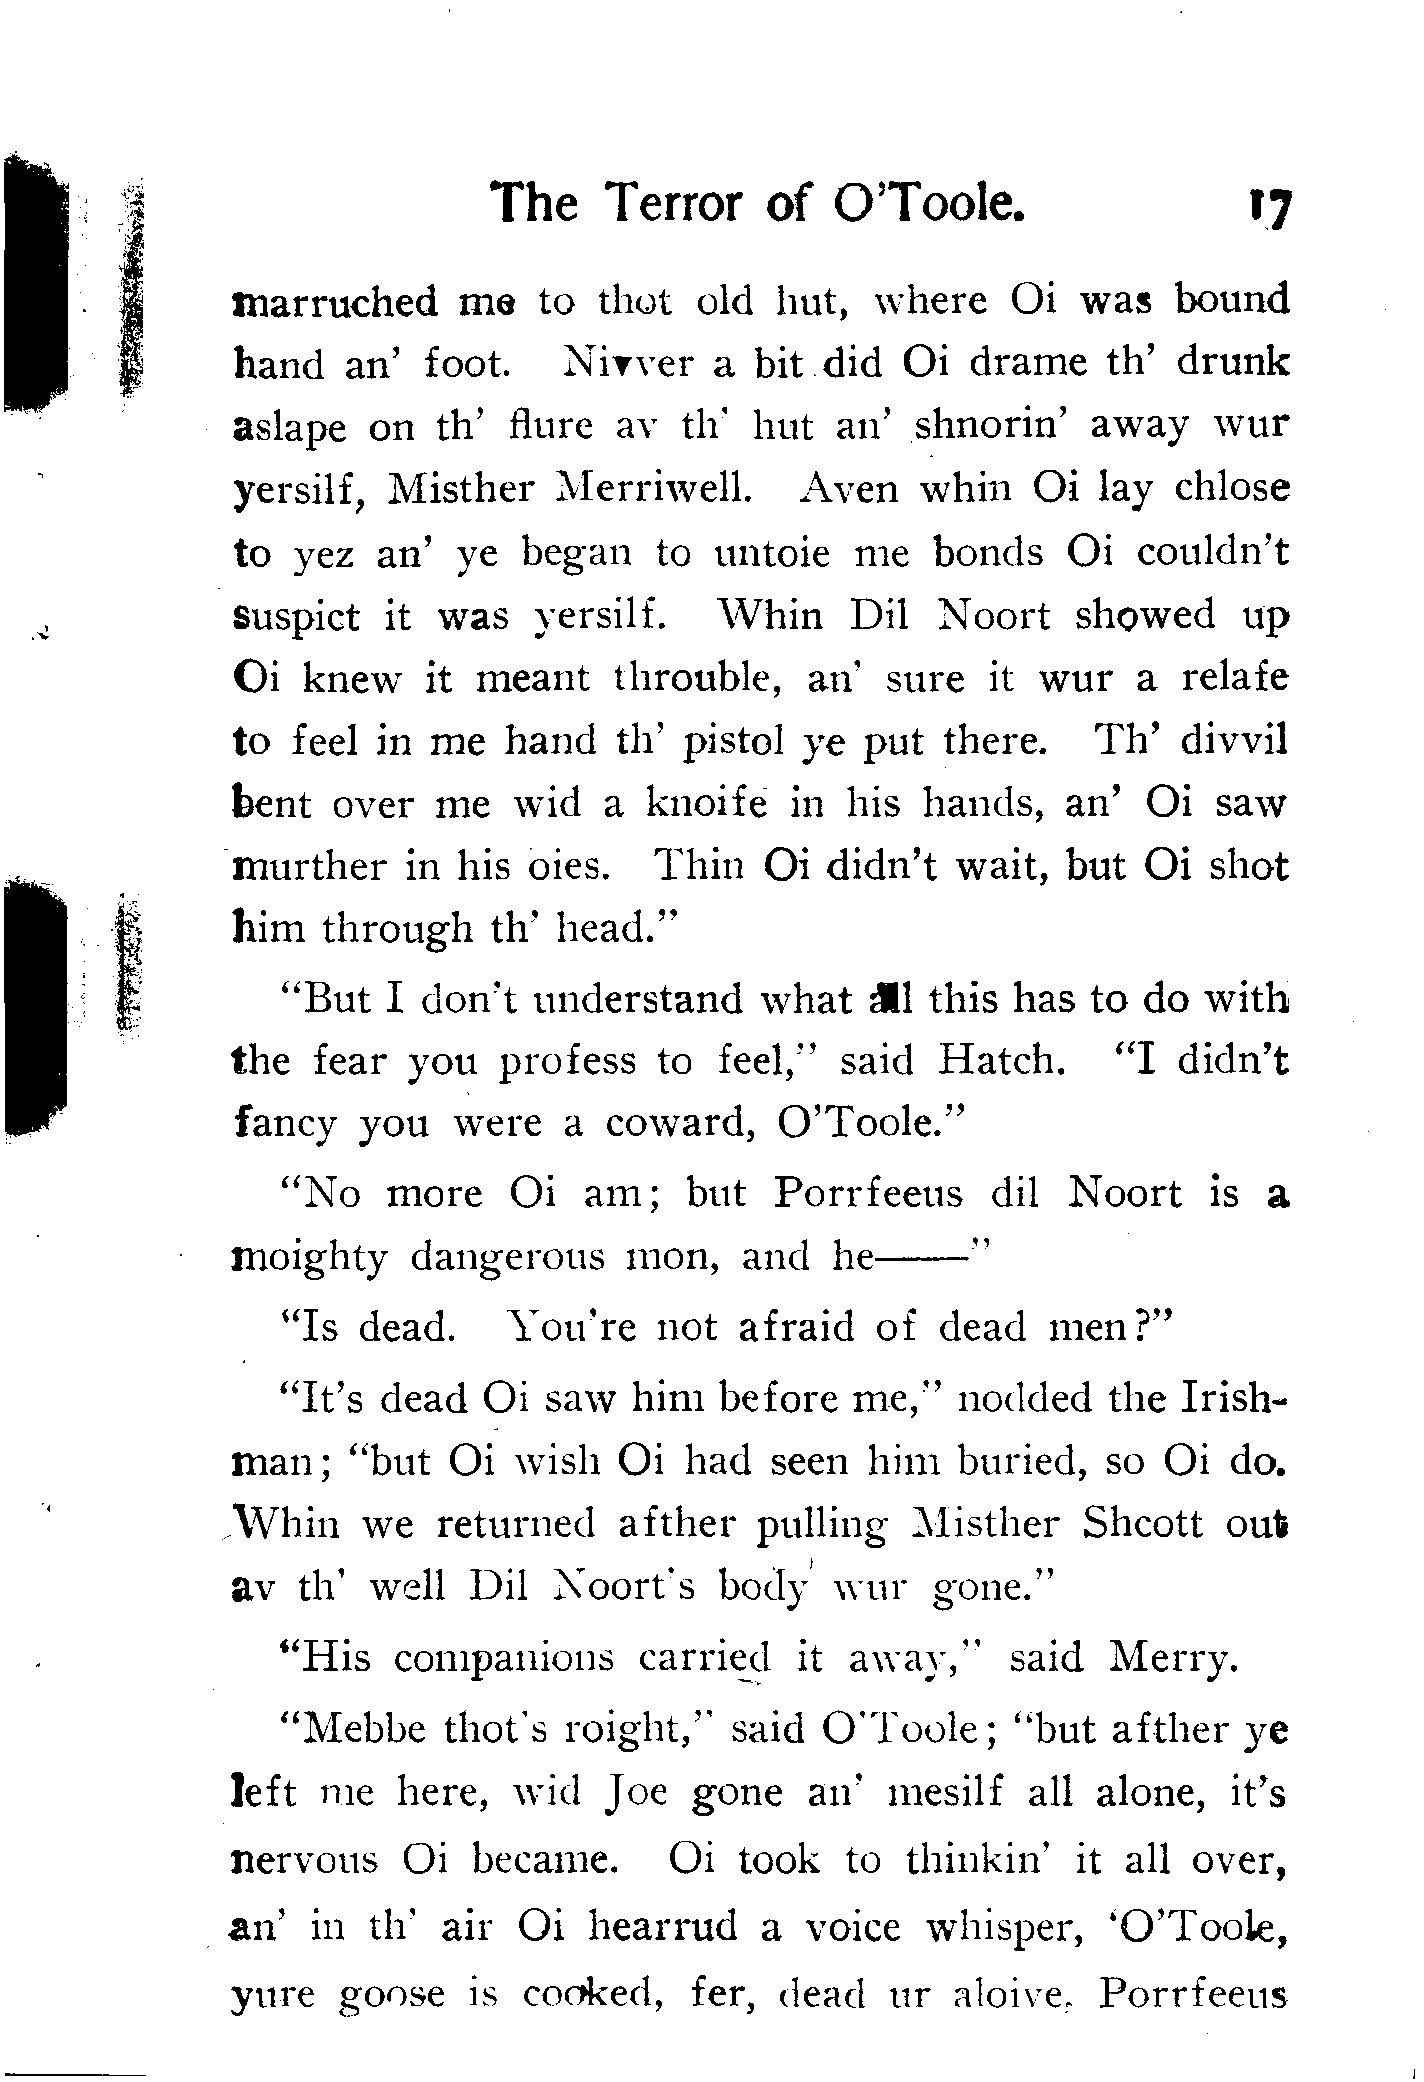 The Terror of O'Toole. 17
marruched me to thot old hut, where Oi was bound
hand an' foot. Nivver a bit did Oi drame th' drunk
aslape on th' flure av th' hut an' shnorin' away wur
yersilf, Misther Merriwell. Aven whin Oi lay chlose
to yez an' ye began to untoie me bonds Oi couldn't
suspict it was yersilf. Whin Dil Noort showed up
Oi knew it meant throuble, an' sure it wur a relafe
to feel in me hand th' pistol ye put there. Th' divvil
bent over me wid a knoife in his hands, an' Oi saw
murther in his oies. Thin Oi didn't wait, but Oi shot
him through th' head."
"But I don't understand what all this has to do with
the fear you profess to feel," said Hatch. "I didn't
fancy you were a coward, O'Toole."
"No more Oi am; but Porrfeeus dil Noort is a
moighty dangerous mon, and he——"
"Is dead. You're not afraid of dead men?"
"It's dead Oi saw him before me," nodded the Irish-
man; "but Oi wish Oi had seen him buried, so Oi do.
Whin we returned afther pulling Misther Shcott out
av th' well Dil Noort's body wur gone."
"His companions carried it away," said Merry.
"Mebbe thot's roight," said O'Toole; "but afther ye
left me here, wid Joe gone an' mesilf all alone, it's
nervous Oi became. Oi took to thinkin' it all over,
an' in th' air Oi hearrud a voice whisper, 'O'Toole,
yure goose is cooked, fer, dead ur aloive, Porrfeeus